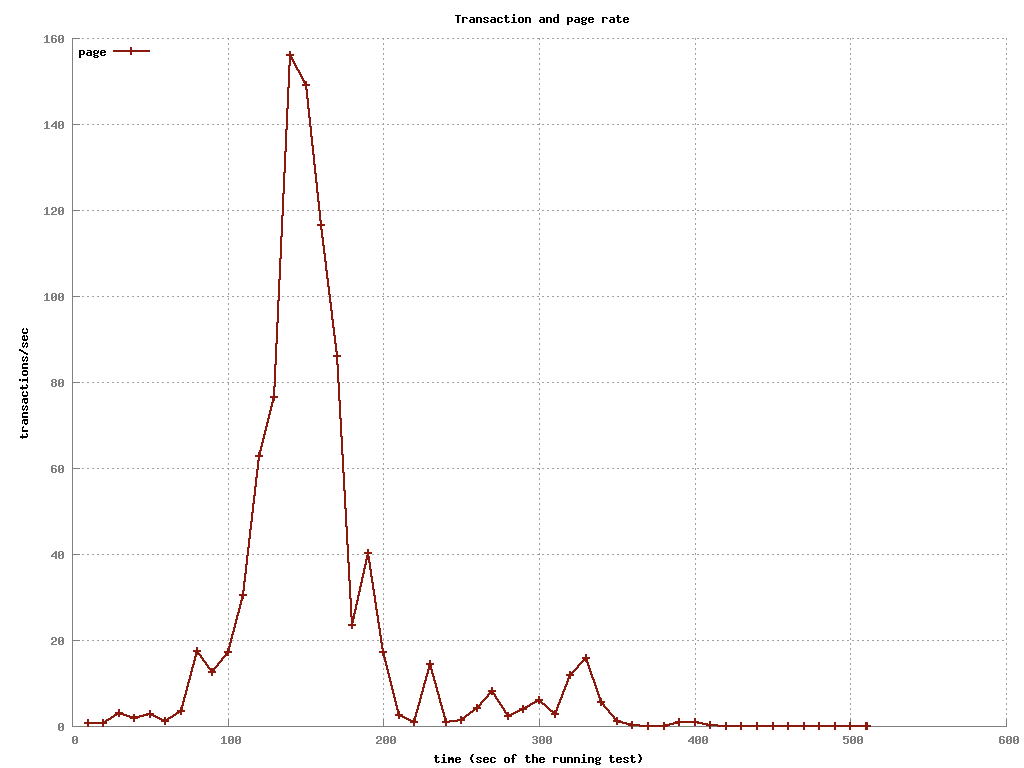 Transaction and page rate
page
160
140
120
100
80
60
40
20
0
transactions/sec
0 100 200 300 400 500 600
time (sec of the running test)